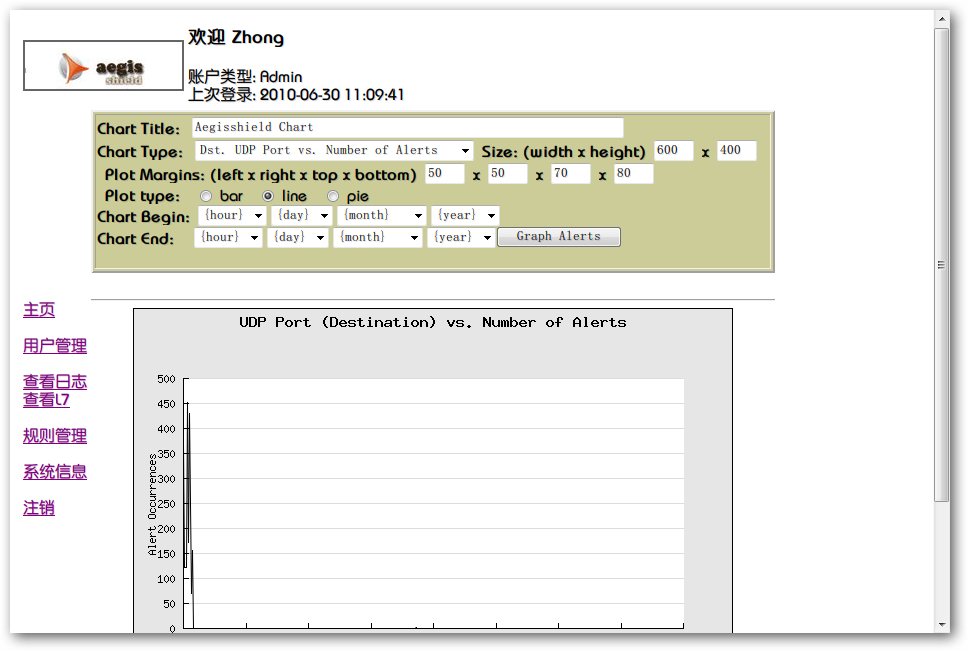 欢迎 Zhong
aegis
shield
账户类型: Admin
上次登录: 2010-06-30 11:09:41
Chart Title: Aegisshield Chart
Chart Type: Dst. UDP Port vs. Number of Alerts Size: (width x height) 600 x 400
Plot Margins: (left x right x top x bottom) 50 x 50 x 70 x 80
Plot type: bar line pie
Chart Begin: {hour} {day} {month} {year}
Chart End: {hour} {day} {month} {year} Graph Alerts
主页
用户管理
查看日志
查看l7
规则管理
系统信息
注销
UDP Port (Destination) vs. Number of Alerts
Alert Occurrences
500
450
400
350
300
250
200
150
100
50
0